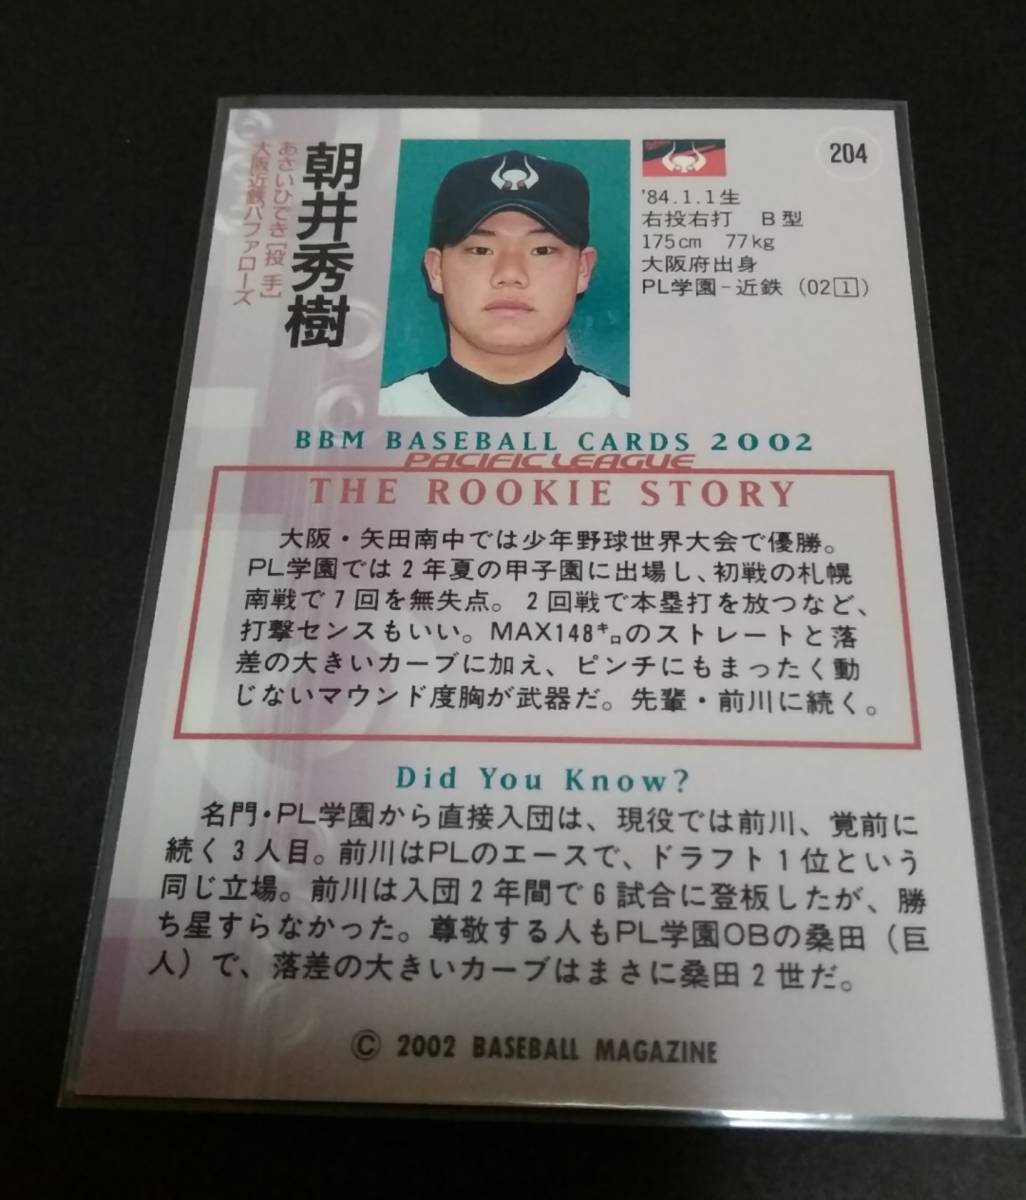 朝井秀樹
あさいひでき［投手］
大阪近鉄バファローズ
204
'84.1.1生
右投右打　B型
175cm　77kg
大阪府出身
PL学園－近鉄（02[1]）
BBM BASEBALL CARDS 2002
PACIFIC LEAGUE
THE ROOKIE STORY
大阪・矢田南中では少年野球世界大会で優勝。
PL学園では2年夏の甲子園に出場し、初戦の札幌
南戦で7回を無失点。2回戦で本塁打を放つなど、
打撃センスもいい。MAX148㌔のストレートと落
差の大きいカーブに加え、ピンチにもまったく動
じないマウンド度胸が武器だ。先輩・前川に続く。
Did You Know?
名門・PL学園から直接入団は、現役では前川、覚前に
続く3人目。前川はPLのエースで、ドラフト1位という
同じ立場。前川は入団2年間で6試合に登板したが、勝
ち星すらなかった。尊敬する人もPL学園OBの桑田（巨
人）で、落差の大きいカーブはまさに桑田2世だ。
© 2002 BASEBALL MAGAZINE